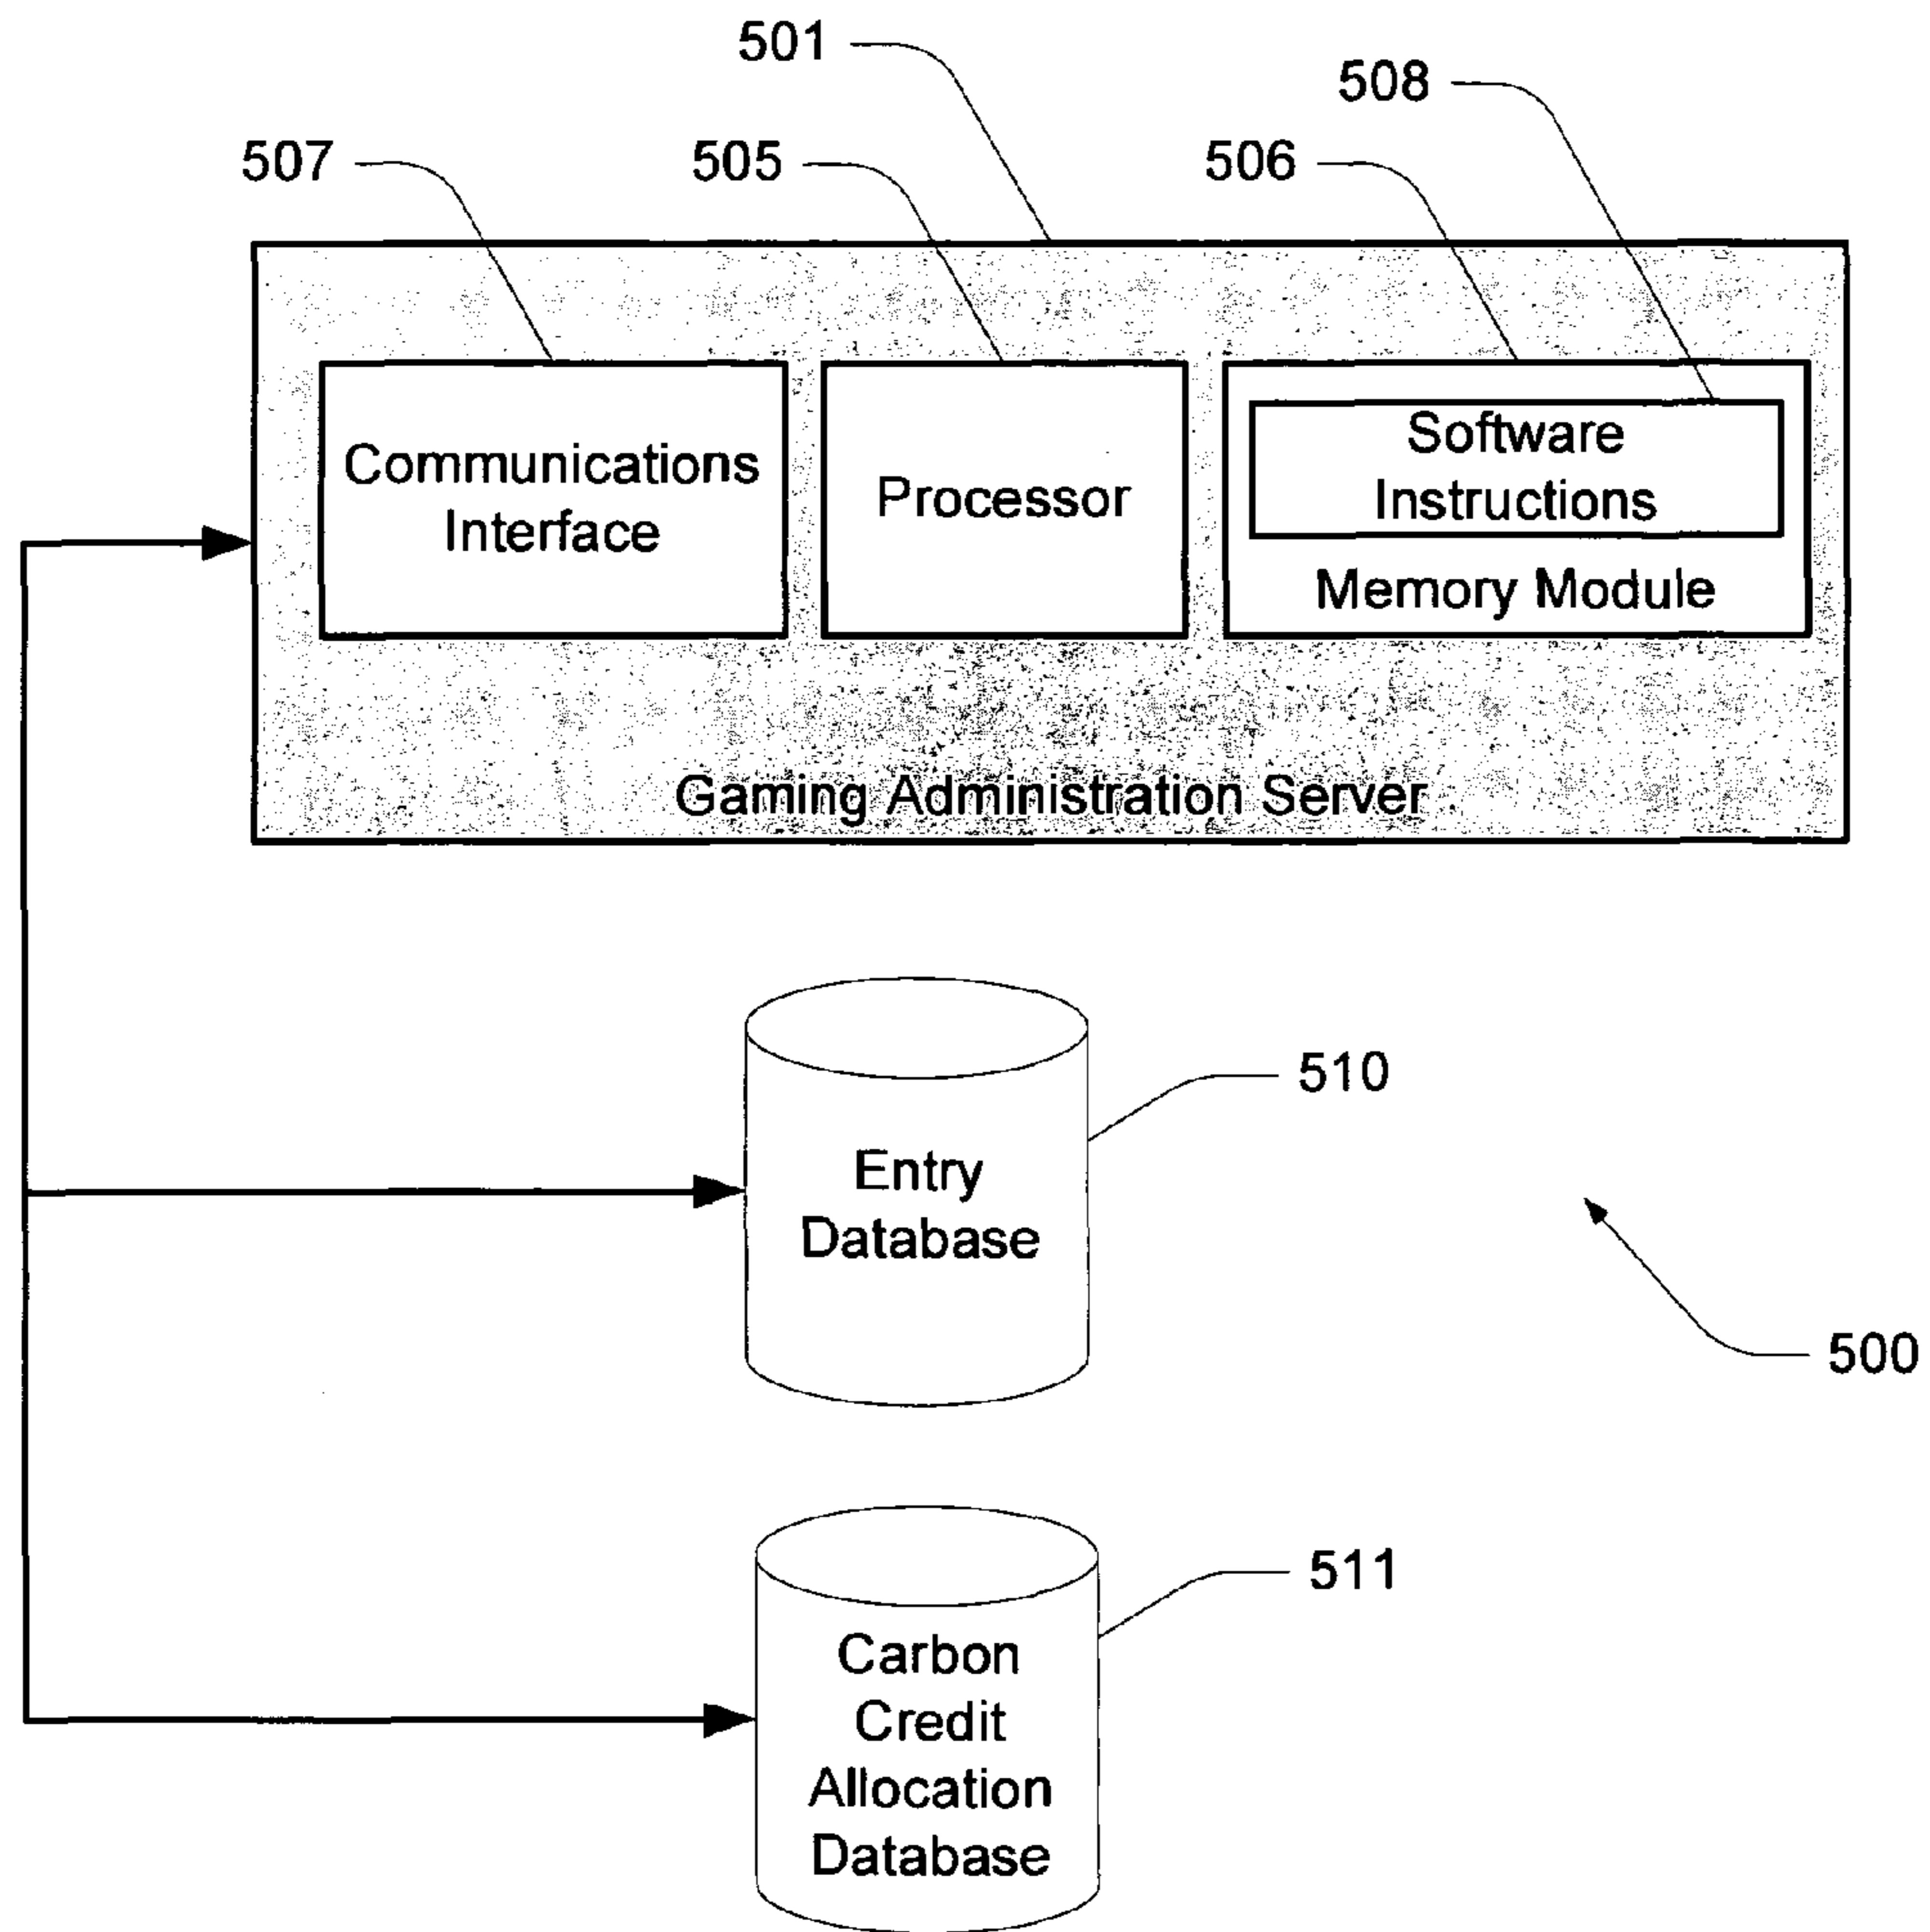 501
508
507
505
506
Communications
Interface
Processor
Software
Instructions
Memory Module
Gaming Administration Server
510
Entry
Database
500
511
Carbon
Credit
Allocation
Database